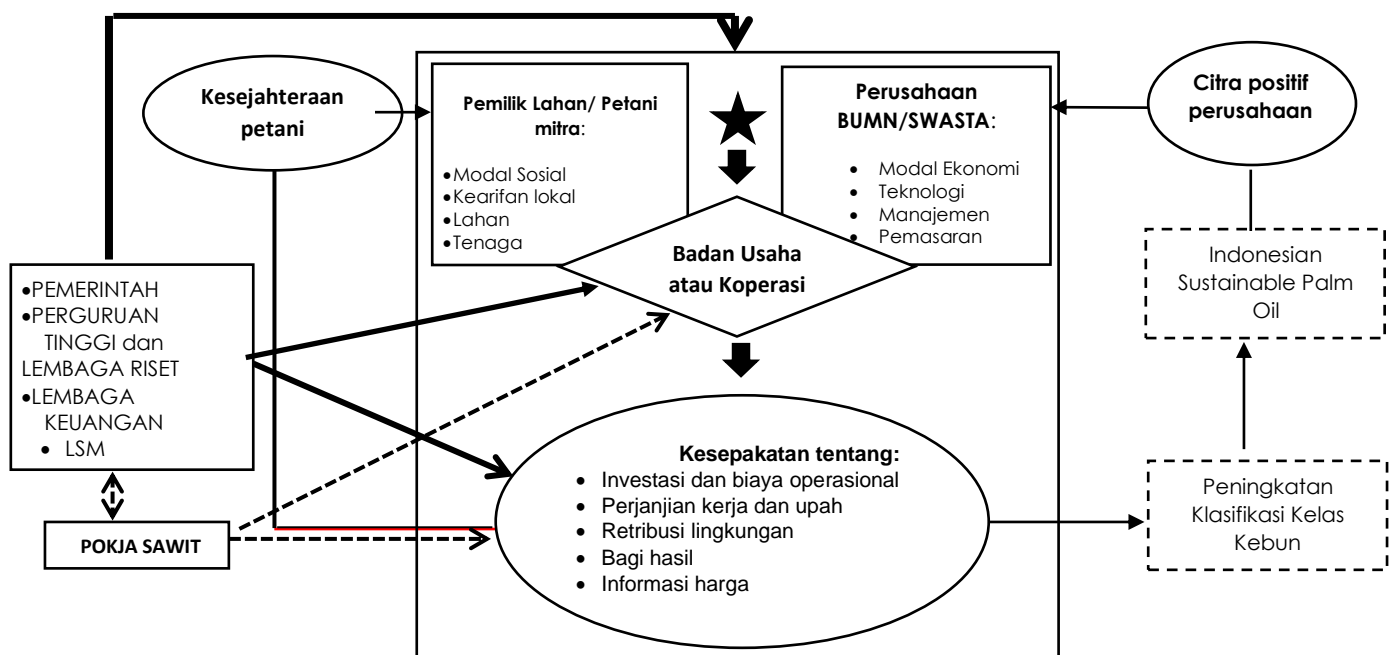 Kesejahteraan
petani
Pemilik Lahan/ Petani
mitra:
•Modal Sosial
•Kearifan lokal
•Lahan
•Tenaga
Perusahaan
BUMN/SWASTA:
• Modal Ekonomi
• Teknologi
• Manajemen
• Pemasaran
Citra positif
perusahaan
Badan Usaha
atau Koperasi
•PEMERINTAH
•PERGURUAN
TINGGI dan
LEMBAGA RISET
•LEMBAGA
KEUANGAN
• LSM
Indonesian
Sustainable Palm
Oil
Kesepakatan tentang:
• Investasi dan biaya operasional
• Perjanjian kerja dan upah
• Retribusi lingkungan
• Bagi hasil
• Informasi harga
Peningkatan
Klasifikasi Kelas
Kebun
POKJA SAWIT